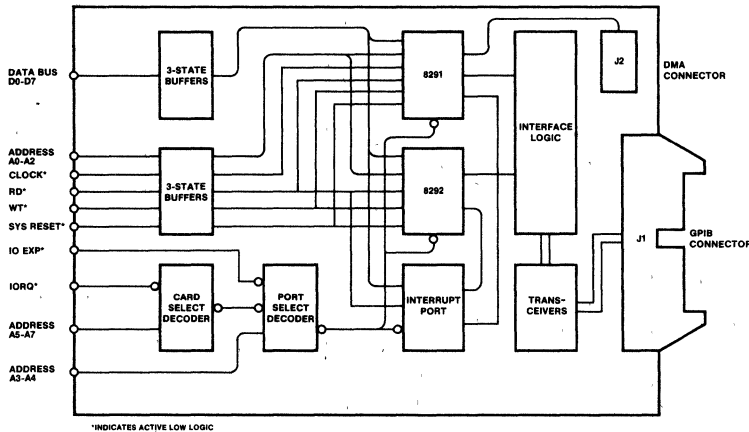 DATA BUS
D0-D7
3-STATE
BUFFERS
8291
J2
DMA
CONNECTOR
INTERFACE
LOGIC
ADDRESS
A0-A2
CLOCK*
RD*
WT*
SYS RESET*
3-STATE
BUFFERS
8292
J1
GPIB
CONNECTOR
IO EXP*
IORQ*
ADDRESS
A5-A7
CARD
SELECT
DECODER
PORT
SELECT
DECODER
INTERRUPT
PORT
TRANS-
CEIVERS
ADDRESS
A3-A4
*INDICATES ACTIVE LOW LOGIC